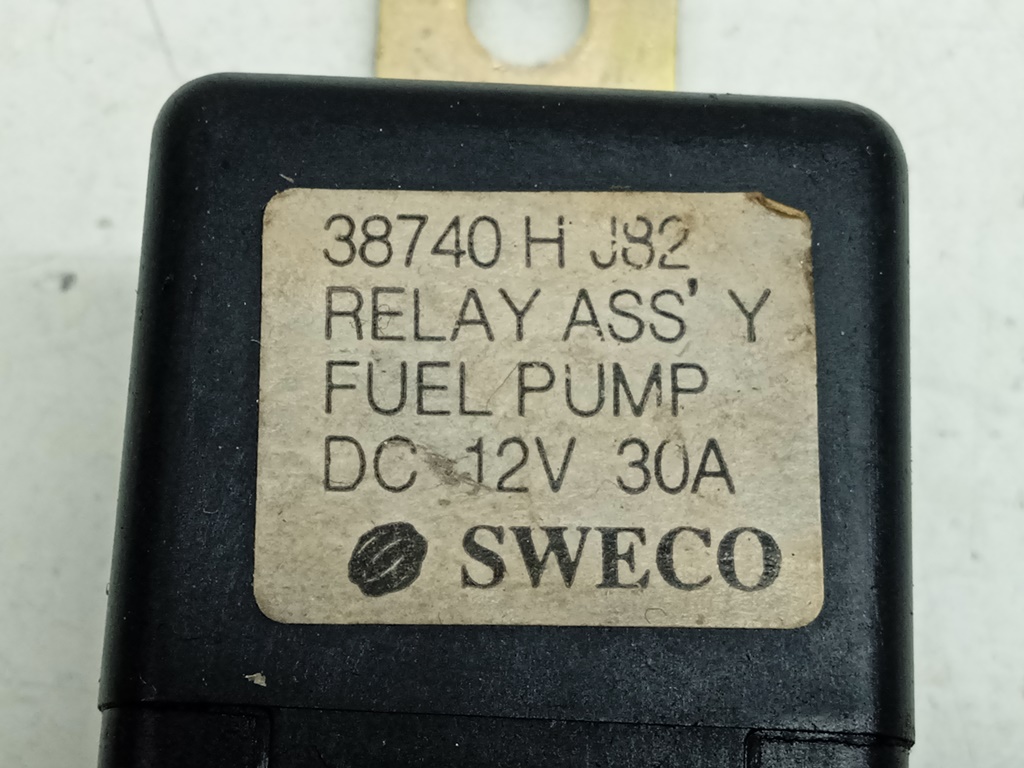 38740 H J82
RELAY ASS' Y
FUEL PUMP
DC 12V 30A
SWECO